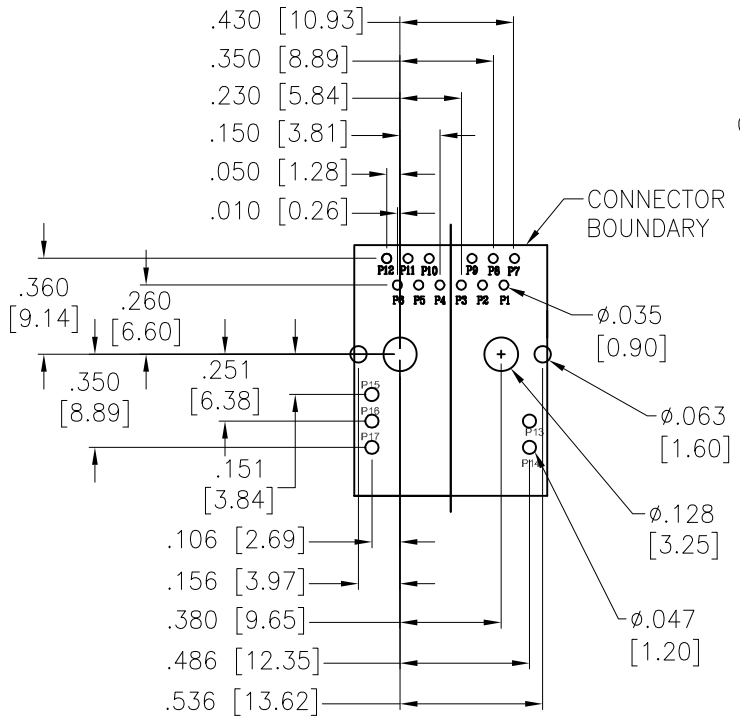 .430 [10.93]
.350 [8.89]
.230 [5.84]
.150 [3.81]
.050 [1.28]
.010 [0.26]
CONNECTOR
BOUNDARY
P12 P11 P10 P9 P8 P7
P6 P5 P4 P3 P2 P1
.360
[9.14]
.260
[6.60]
ø.035
[0.90]
.350
[8.89]
.251
[6.38]
P15
P16
P17
P13
P14
ø.063
[1.60]
.151
[3.84]
ø.128
[3.25]
.106 [2.69]
.156 [3.97]
.380 [9.65]
.486 [12.35]
.536 [13.62]
ø.047
[1.20]